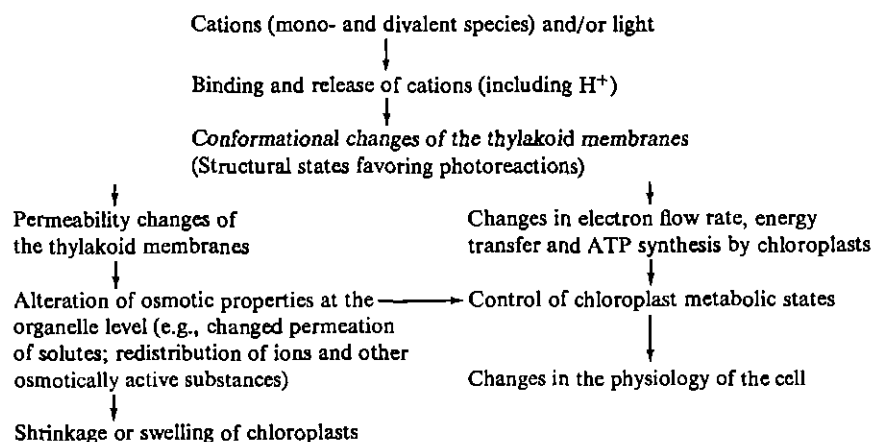 Cations (mono- and divalent species) and/or light
Binding and release of cations (including H+)
Conformational changes of the thylakoid membranes
(Structural states favoring photoreactions)
Permeability changes of
the thylakoid membranes
Alteration of osmotic properties at the
organelle level (e.g., changed permeation
of solutes; redistribution of ions and other
osmotically active substances)
Shrinkage or swelling of chloroplasts
Changes in electron flow rate, energy
transfer and ATP synthesis by chloroplasts
Control of chloroplast metabolic states
Changes in the physiology of the cell